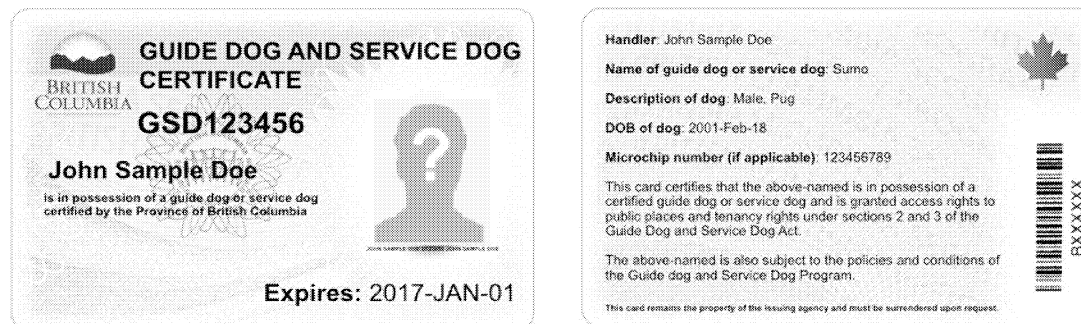 BRITISH
COLUMBIA
GUIDE DOG AND SERVICE DOG
CERTIFICATE
GSD123456
John Sample Doe
is in possession of a guide dog or service dog
certified by the Province of British Columbia
?
Expires: 2017-JAN-01
Handler: John Sample Doe
Name of guide dog or service dog: Sumo
Description of dog: Male, Pug
DOB of dog: 2001-Feb-18
Microchip number (if applicable): 123456789
This card certifies that the above-named is in possession of a
certified guide dog or service dog and is granted access rights to
public places and tenancy rights under sections 2 and 3 of the
Guide Dog and Service Dog Act.
The above-named is also subject to the policies and conditions of
the Guide dog and Service Dog Program.
This card remains the property of the issuing agency and must be surrendered upon request.
BXXXXXX